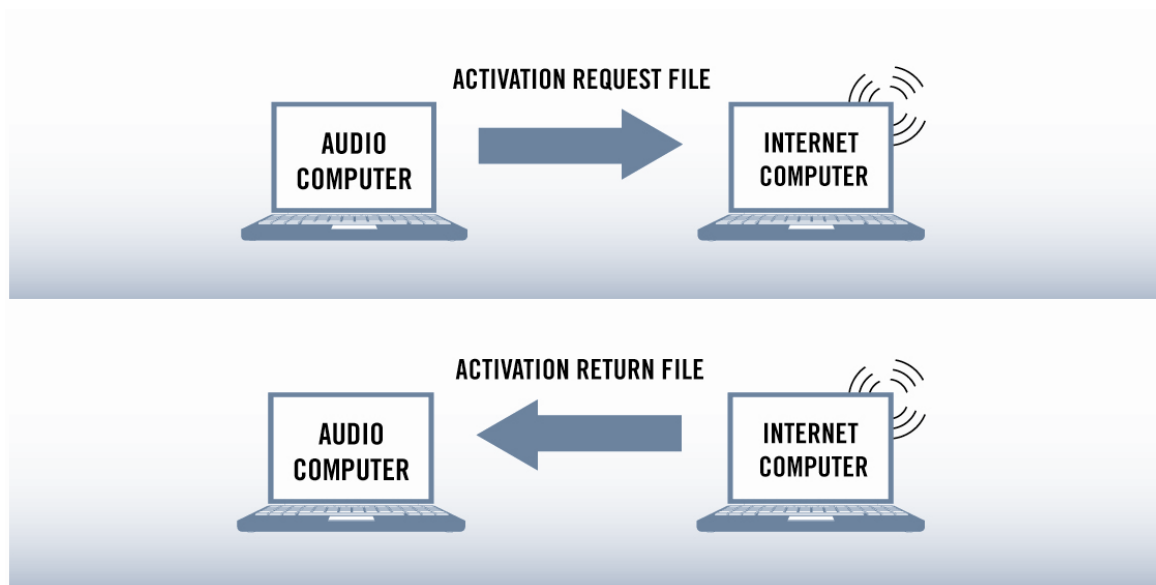 ACTIVATION REQUEST FILE
AUDIO
COMPUTER
INTERNET
COMPUTER
ACTIVATION RETURN FILE
AUDIO
COMPUTER
INTERNET
COMPUTER